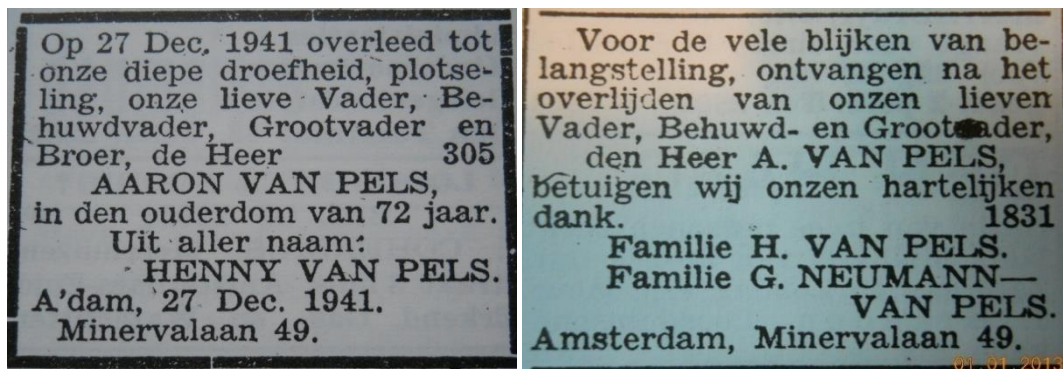 Op 27 Dec. 1941 overleed tot
onze diepe droefheid, plotse-
ling, onze lieve Vader, Be-
huwdvader, Grootvader en
Broer, de Heer 305
AARON VAN PELS,
in den ouderdom van 72 jaar.
Uit aller naam:
HENNY VAN PELS.
A'dam, 27 Dec. 1941.
Minervalaan 49.
Voor de vele blijken van be-
langstelling, ontvangen na het
overlijden van onzen lieven
Vader, Behuwd- en Grootvader,
den Heer A. VAN PELS,
betuigen wij onzen hartelijken
dank. 1831
Familie H. VAN PELS.
Familie G. NEUMANN—
VAN PELS.
Amsterdam, Minervalaan 49.
01.01.2013